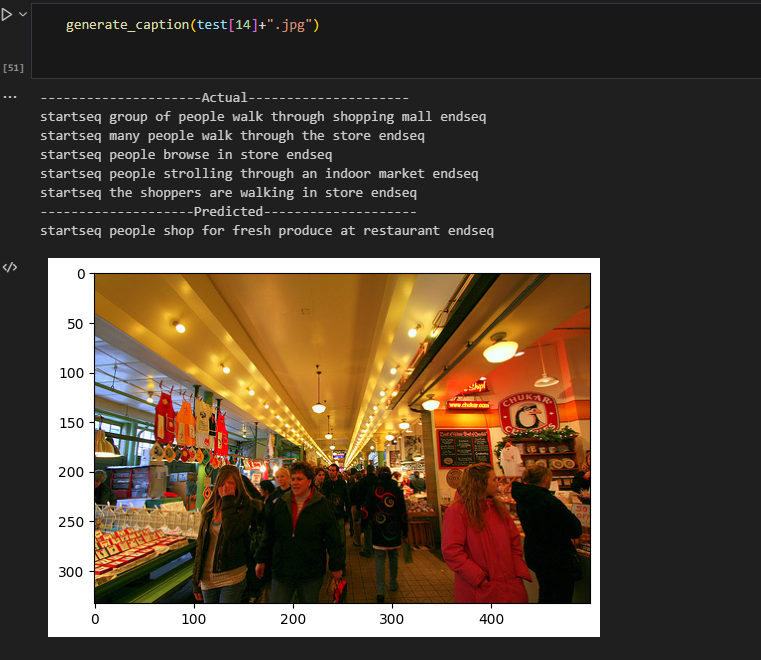 generate_caption(test[14]+".jpg")
[51]
---------------------Actual---------------------
startseq group of people walk through shopping mall endseq
startseq many people walk through the store endseq
startseq people browse in store endseq
startseq people strolling through an indoor market endseq
startseq the shoppers are walking in store endseq
--------------------Predicted--------------------
startseq people shop for fresh produce at restaurant endseq
0
50
100
150
200
250
300
0 100 200 300 400
www.chukar.com
CHUKAR